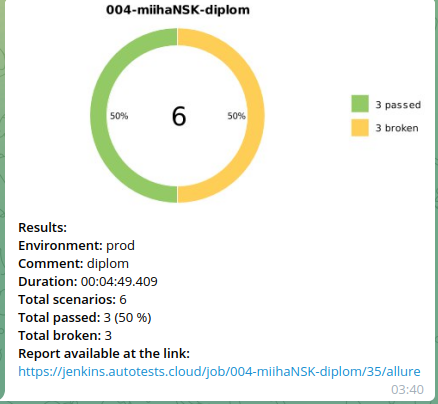 004-miihaNSK-diplom
50%
6
50%
3 passed
3 broken
Results:
Environment: prod
Comment: diplom
Duration: 00:04:49.409
Total scenarios: 6
Total passed: 3 (50 %)
Total broken: 3
Report available at the link:
https://jenkins.autotests.cloud/job/004-miihaNSK-diplom/35/allure
03:40